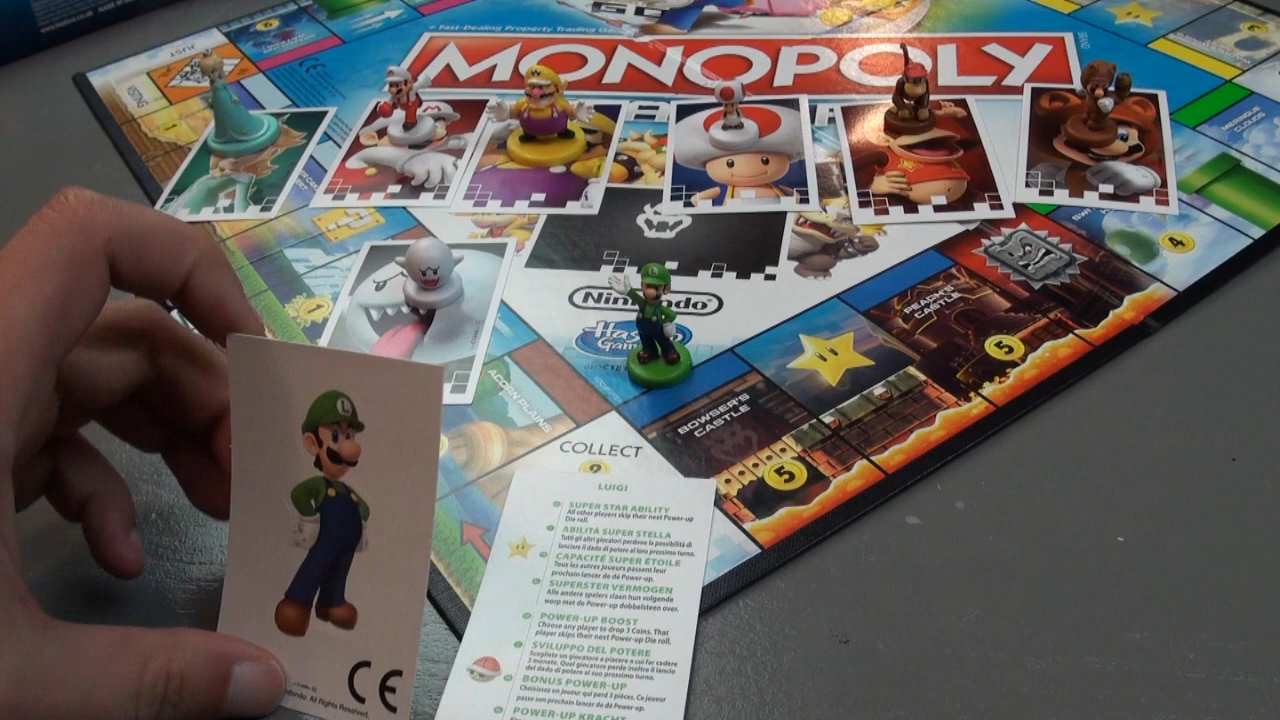 - Fast-Dealing Property Trading
MONOPOLY
GA
JUST
VISITING
MERINGUE
CLOUDS
4
PEACH'S
CASTLE
5
Nintendo
Hasbro
Gaming
1
ACORN PLAINS
BOWSER'S
CASTLE
5
COLLECT
2
LUIGI
SUPER STAR ABILITY
All other players skip their next Power-up
Die roll.
ABILITÀ SUPER STELLA
Tutti gli altri giocatori perdono la possibilità di
lanciare il dado di potere al loro prossimo turno.
CAPACITÉ SUPER ÉTOILE
Tous les autres joueurs passent leur
prochain lancer de dé Power-up.
SUPERSTER VERMOGEN
Alle andere spelers slaan hun volgende
worp met de Power-up dobbelsteen over.
POWER-UP BOOST
Choose any player to drop 3 Coins. That
player skips their next Power-up Die roll.
SVILUPPO DEL POTERE
Scegliete un giocatore a piacere a cui far cadere
3 monete. Quel giocatore perde inoltre il lancio
del dado di potere al suo prossimo turno.
BONUS POWER-UP
Choisissez un joueur qui perd 3 pièces. Ce joueur
passe son prochain lancer de dé Power-up.
POWER-UP KRACHT
L
CE
All Rights Reserved.